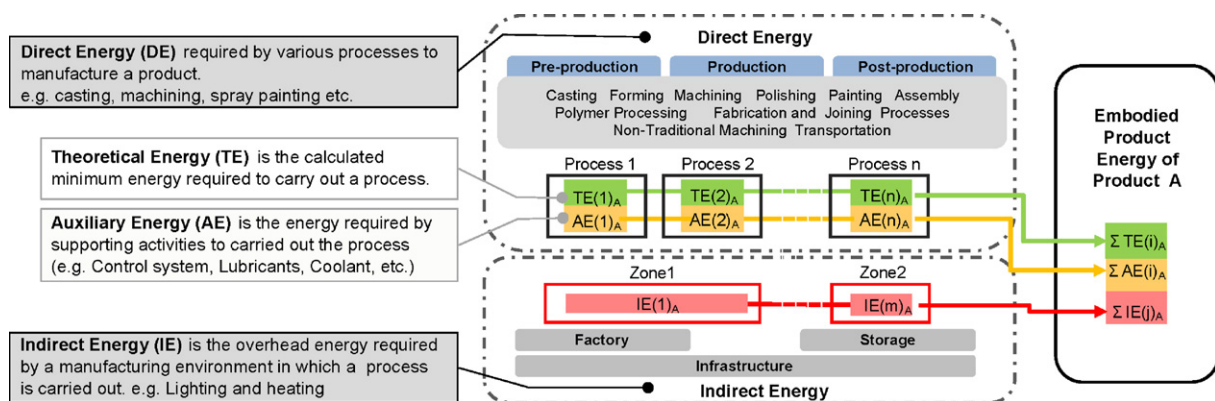 Direct Energy (DE) required by various processes to
manufacture a product.
e.g. casting, machining, spray painting etc.
Theoretical Energy (TE) is the calculated
minimum energy required to carry out a process.
Auxiliary Energy (AE) is the energy required by
supporting activities to carried out the process
(e.g. Control system, Lubricants, Coolant, etc.)
Indirect Energy (IE) is the overhead energy required
by a manufacturing environment in which a process
is carried out. e.g. Lighting and heating
Direct Energy
Pre-production Production Post-production
Casting Forming Machining Polishing Painting Assembly
Polymer Processing Fabrication and Joining Processes
Non-Traditional Machining Transportation
Process 1 Process 2 Process n
TE(1)A TE(2)A TE(n)A
AE(1)A AE(2)A AE(n)A
Zone1 Zone2
IE(1)A IE(m)A
Factory Storage
Infrastructure
Indirect Energy
Embodied
Product
Energy of
Product A
Σ TE(i)A
Σ AE(i)A
Σ IE(j)A